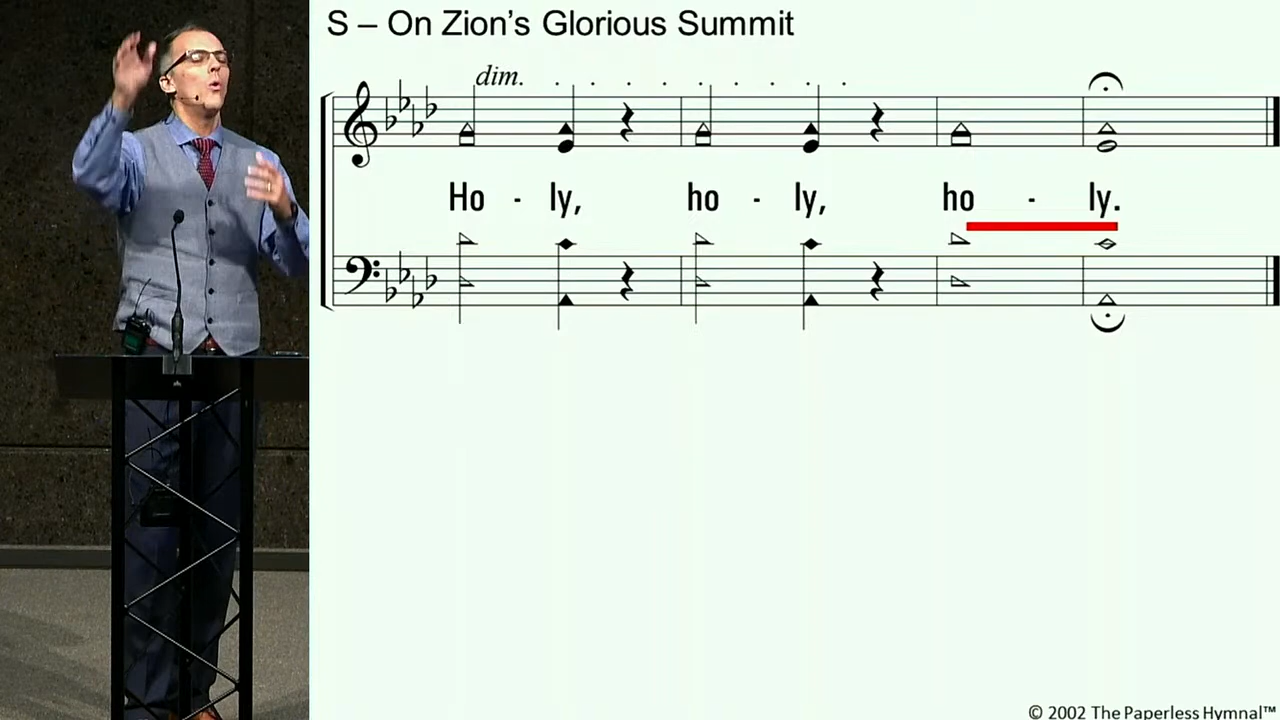 S – On Zion's Glorious Summit
dim. . . . . . . . . .
Ho - ly, ho - ly, ho - ly.
© 2002 The Paperless Hymnal™